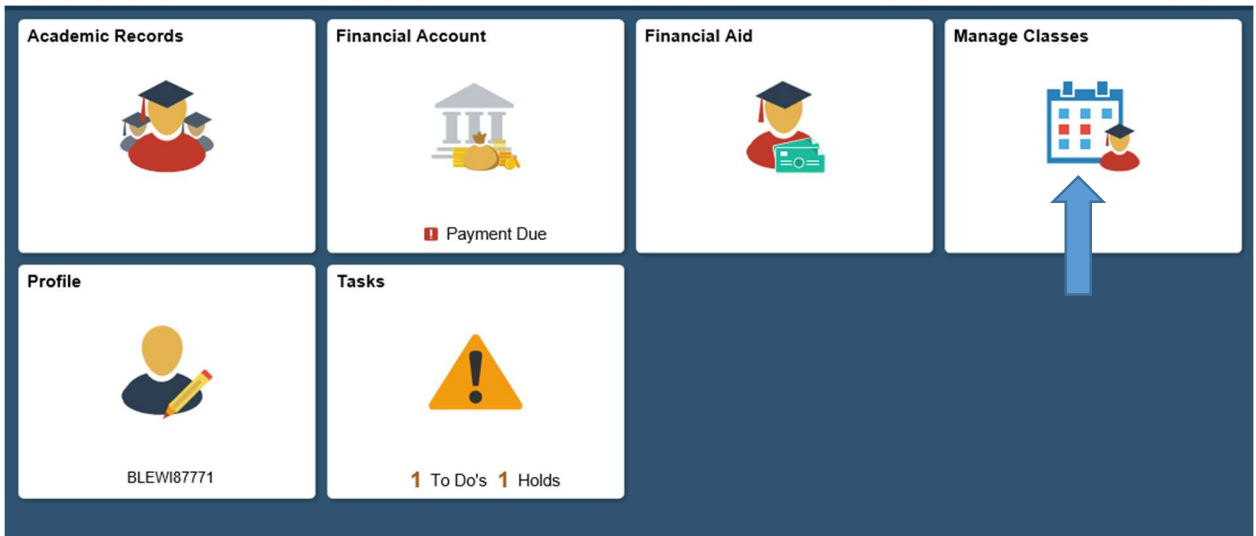 Academic Records
Financial Account
Financial Aid
Manage Classes
Payment Due
Profile
Tasks
BLEWI87771
1 To Do's 1 Holds